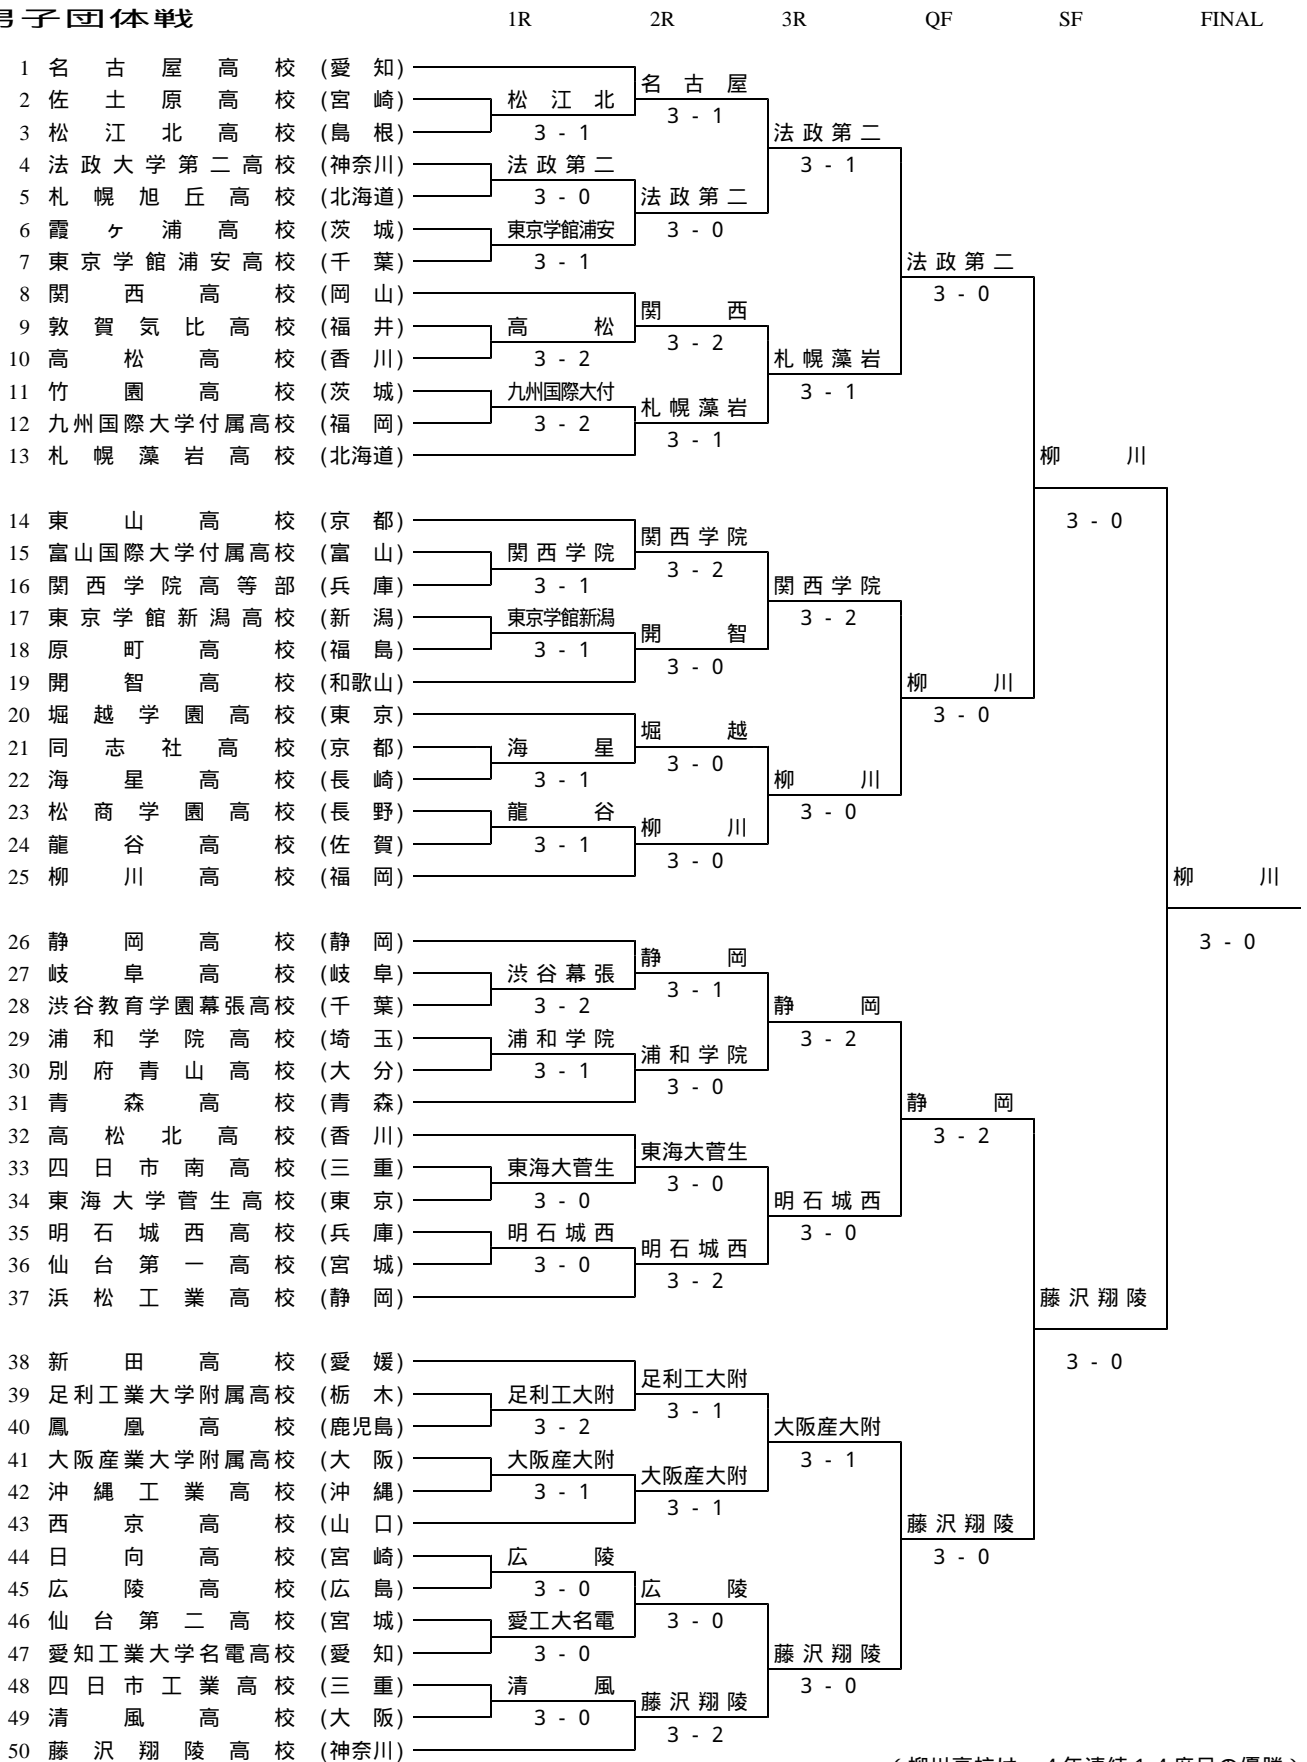 子団体戦 1R 2R 3R QF SF FINAL
1 名古屋高校 (愛知)
名古屋
2 佐土原高校 (宮崎) 松江北
3 - 1
3 松江北高校 (島根) 3 - 1 法政第二
4 法政大学第二高校 (神奈川) 法政第二 3 - 1
5 札幌旭丘高校 (北海道) 3 - 0 法政第二
6 霞ヶ浦高校 (茨城) 東京学館浦安 3 - 0
7 東京学館浦安高校 (千葉) 3 - 1 法政第二
8 関西高校 (岡山) 3 - 0
関西
9 敦賀気比高校 (福井) 高松
3 - 2
10 高松高校 (香川) 3 - 2 札幌藻岩
11 竹園高校 (茨城) 九州国際大付 3 - 1
札幌藻岩
12 九州国際大学付属高校 (福岡) 3 - 2
3 - 1
13 札幌藻岩高校 (北海道) 柳川
14 東山高校 (京都) 3 - 0
関西学院
15 富山国際大学付属高校 (富山) 関西学院
3 - 2
16 関西学院高等部 (兵庫) 3 - 1 関西学院
17 東京学館新潟高校 (新潟) 東京学館新潟 3 - 2
開智
18 原町高校 (福島) 3 - 1
3 - 0
19 開智高校 (和歌山) 柳川
20 堀越学園高校 (東京) 3 - 0
堀越
21 同志社高校 (京都) 海星
3 - 0
22 海星高校 (長崎) 3 - 1 柳川
23 松商学園高校 (長野) 龍谷 3 - 0
柳川
24 龍谷高校 (佐賀) 3 - 1
3 - 0
25 柳川高校 (福岡) 柳川
26 静岡高校 (静岡) 3 - 0
静岡
27 岐阜高校 (岐阜) 渋谷幕張
3 - 1
28 渋谷教育学園幕張高校 (千葉) 3 - 2 静岡
29 浦和学院高校 (埼玉) 浦和学院 3 - 2
浦和学院
30 別府青山高校 (大分) 3 - 1
3 - 0
31 青森高校 (青森) 静岡
32 高松北高校 (香川) 3 - 2
東海大菅生
33 四日市南高校 (三重) 東海大菅生
3 - 0
34 東海大学菅生高校 (東京) 3 - 0 明石城西
35 明石城西高校 (兵庫) 明石城西 3 - 0
明石城西
36 仙台第一高校 (宮城) 3 - 0
3 - 2
37 浜松工業高校 (静岡) 藤沢翔陵
38 新田高校 (愛媛) 3 - 0
足利工大附
39 足利工業大学附属高校 (栃木) 足利工大附
3 - 1
40 鳳凰高校 (鹿児島) 3 - 2 大阪産大附
41 大阪産業大学附属高校 (大阪) 大阪産大附 3 - 1
大阪産大附
42 沖縄工業高校 (沖縄) 3 - 1
3 - 1
43 西京高校 (山口) 藤沢翔陵
44 日向高校 (宮崎) 広陵 3 - 0
45 広陵高校 (広島) 3 - 0 広陵
46 仙台第二高校 (宮城) 愛工大名電 3 - 0
47 愛知工業大学名電高校 (愛知) 3 - 0 藤沢翔陵
48 四日市工業高校 (三重) 清風 3 - 0
藤沢翔陵
49 清風高校 (大阪) 3 - 0
3 - 2
50 藤沢翔陵高校 (神奈川)